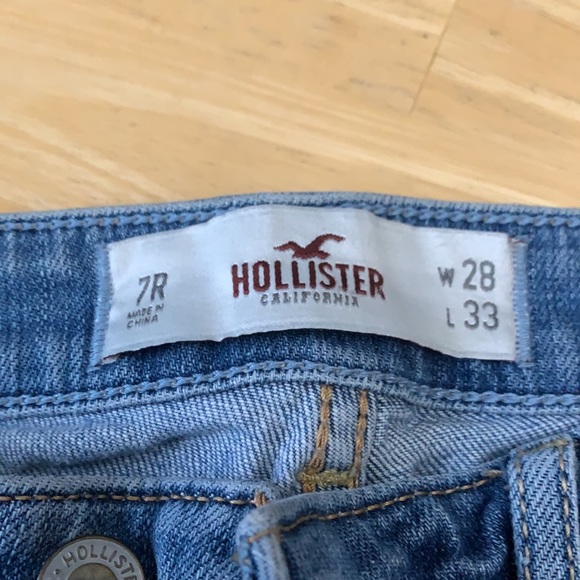 7R
MADE IN
CHINA
HOLLISTER
CALIFORNIA
W 28
L 33
HOLLISTER